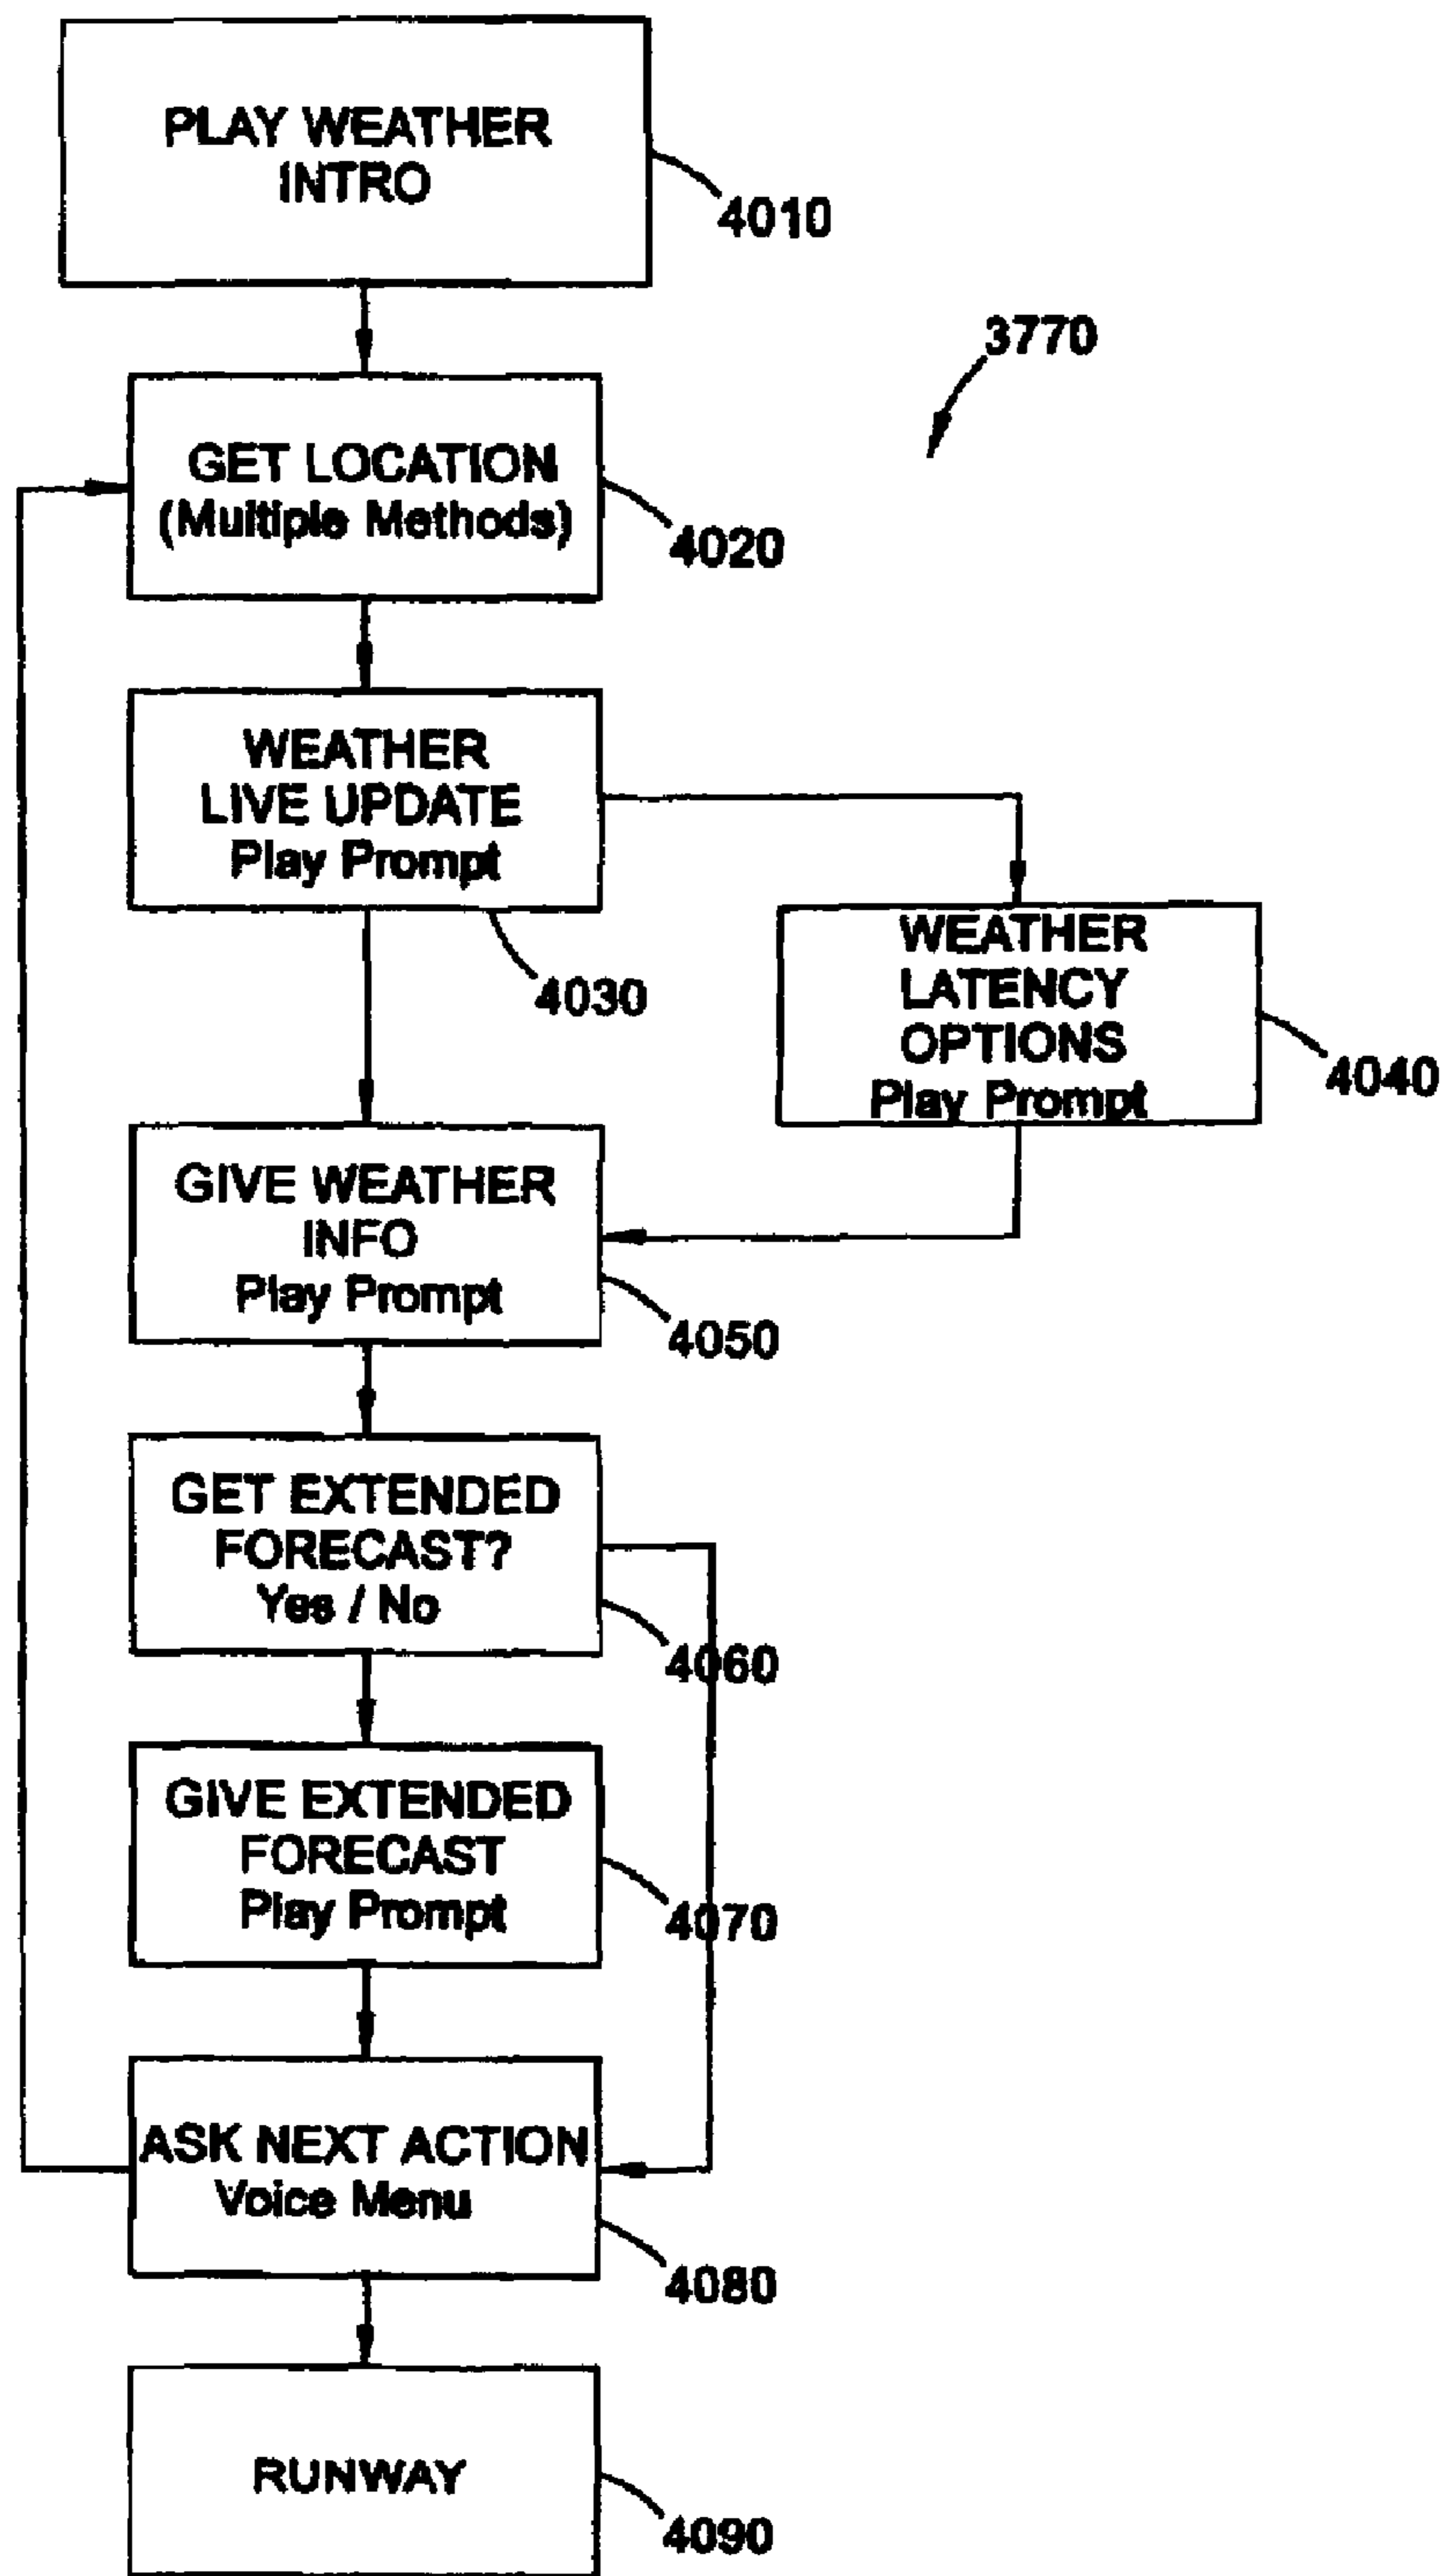 PLAY WEATHER
INTRO
4010
3770
GET LOCATION
(Multiple Methods)
4020
WEATHER
LIVE UPDATE
Play Prompt
4030
WEATHER
LATENCY
OPTIONS
Play Prompt
4040
GIVE WEATHER
INFO
Play Prompt
4050
GET EXTENDED
FORECAST?
Yes / No
4060
GIVE EXTENDED
FORECAST
Play Prompt
4070
ASK NEXT ACTION
Voice Menu
4080
RUNWAY
4090